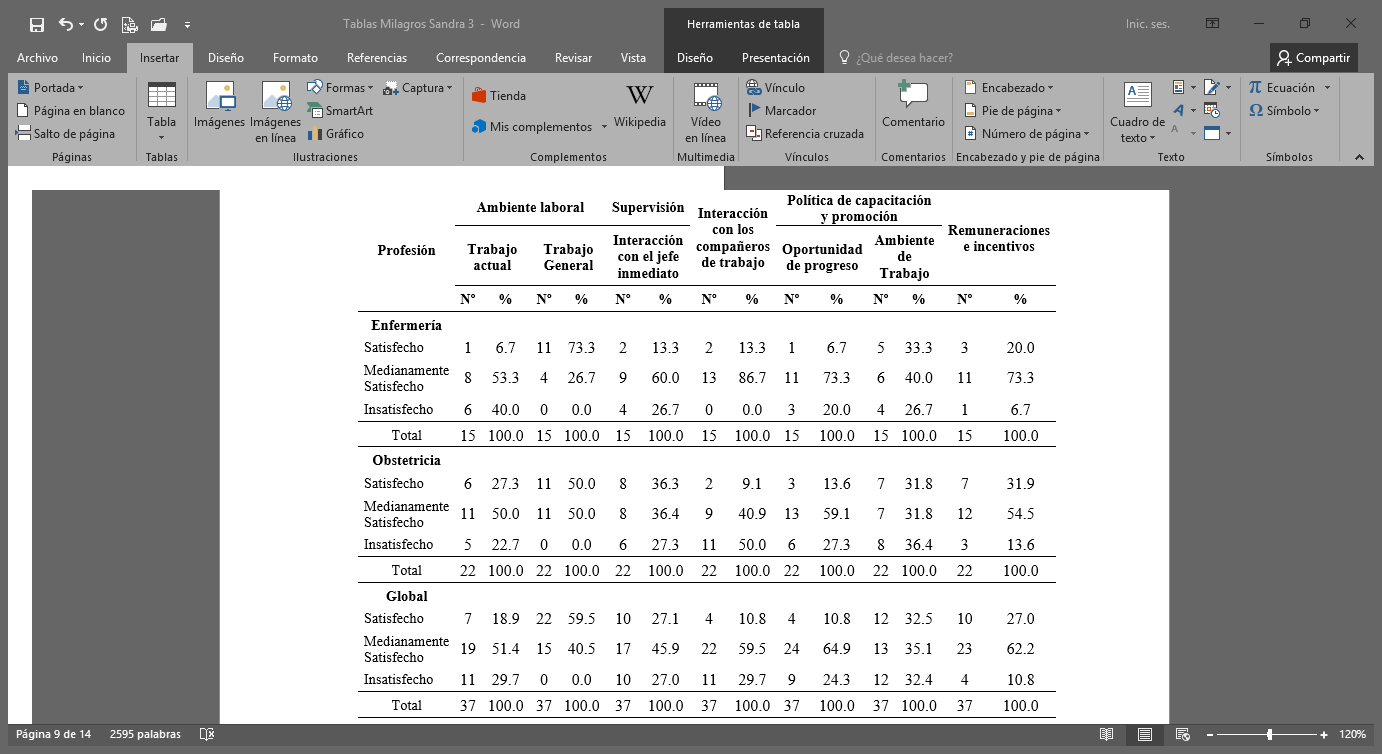 Tablas Milagros Sandra 3 - Word
Herramientas de tabla
Inic. ses.
Archivo Inicio Insertar Diseño Formato Referencias Correspondencia Revisar Vista Diseño Presentación ¿Qué desea hacer? Compartir
Portada
Página en blanco
Salto de página
Páginas
Tabla
Tablas
Imágenes
Imágenes
en línea
Formas
SmartArt
Gráfico
Captura
Ilustraciones
Tienda
Mis complementos
W
Wikipedia
Complementos
Vídeo
en línea
Multimedia
Vínculo
Marcador
Referencia cruzada
Vínculos
Comentario
Comentarios
Encabezado
Pie de página
Número de página
Encabezado y pie de página
Cuadro de
texto
Texto
π Ecuación
Ω Símbolo
Símbolos
Profesión
Ambiente laboral
Trabajo
actual
Trabajo
General
Supervisión
Interacción
con el jefe
inmediato
Interacción
con los
compañeros
de trabajo
Política de capacitación
y promoción
Oportunidad
de progreso
Ambiente
de
Trabajo
Remuneraciones
e incentivos
Nº % Nº % Nº % Nº % Nº % Nº % Nº %
Enfermería
Satisfecho 1 6.7 11 73.3 2 13.3 2 13.3 1 6.7 5 33.3 3 20.0
Medianamente
Satisfecho 8 53.3 4 26.7 9 60.0 13 86.7 11 73.3 6 40.0 11 73.3
Insatisfecho 6 40.0 0 0.0 4 26.7 0 0.0 3 20.0 4 26.7 1 6.7
Total 15 100.0 15 100.0 15 100.0 15 100.0 15 100.0 15 100.0 15 100.0
Obstetricia
Satisfecho 6 27.3 11 50.0 8 36.3 2 9.1 3 13.6 7 31.8 7 31.9
Medianamente
Satisfecho 11 50.0 11 50.0 8 36.4 9 40.9 13 59.1 7 31.8 12 54.5
Insatisfecho 5 22.7 0 0.0 6 27.3 11 50.0 6 27.3 8 36.4 3 13.6
Total 22 100.0 22 100.0 22 100.0 22 100.0 22 100.0 22 100.0 22 100.0
Global
Satisfecho 7 18.9 22 59.5 10 27.1 4 10.8 4 10.8 12 32.5 10 27.0
Medianamente
Satisfecho 19 51.4 15 40.5 17 45.9 22 59.5 24 64.9 13 35.1 23 62.2
Insatisfecho 11 29.7 0 0.0 10 27.0 11 29.7 9 24.3 12 32.4 4 10.8
Total 37 100.0 37 100.0 37 100.0 37 100.0 37 100.0 37 100.0 37 100.0
Página 9 de 14 2595 palabras 120%